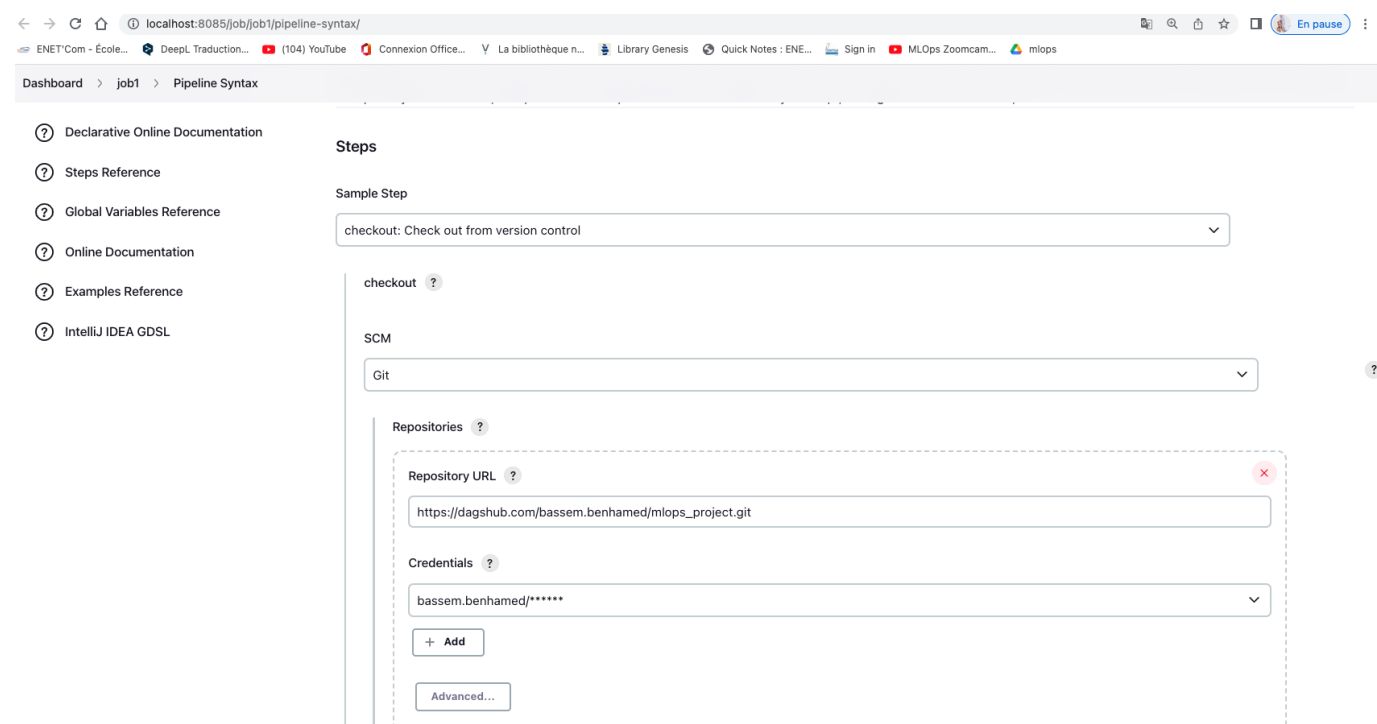 localhost:8085/job/job1/pipeline-syntax/
En pause
ENET'Com - École...
DeepL Traduction...
(104) YouTube
Connexion Office...
La bibliothèque n...
Library Genesis
Quick Notes : ENE...
Sign in
MLOps Zoomcam...
mlops
Dashboard > job1 > Pipeline Syntax
? Declarative Online Documentation
? Steps Reference
? Global Variables Reference
? Online Documentation
? Examples Reference
? IntelliJ IDEA GDSL
Steps
Sample Step
checkout: Check out from version control
checkout ?
SCM
Git
?
Repositories ?
Repository URL ?
https://dagshub.com/bassem.benhamed/mlops_project.git
Credentials ?
bassem.benhamed/******
+ Add
Advanced...